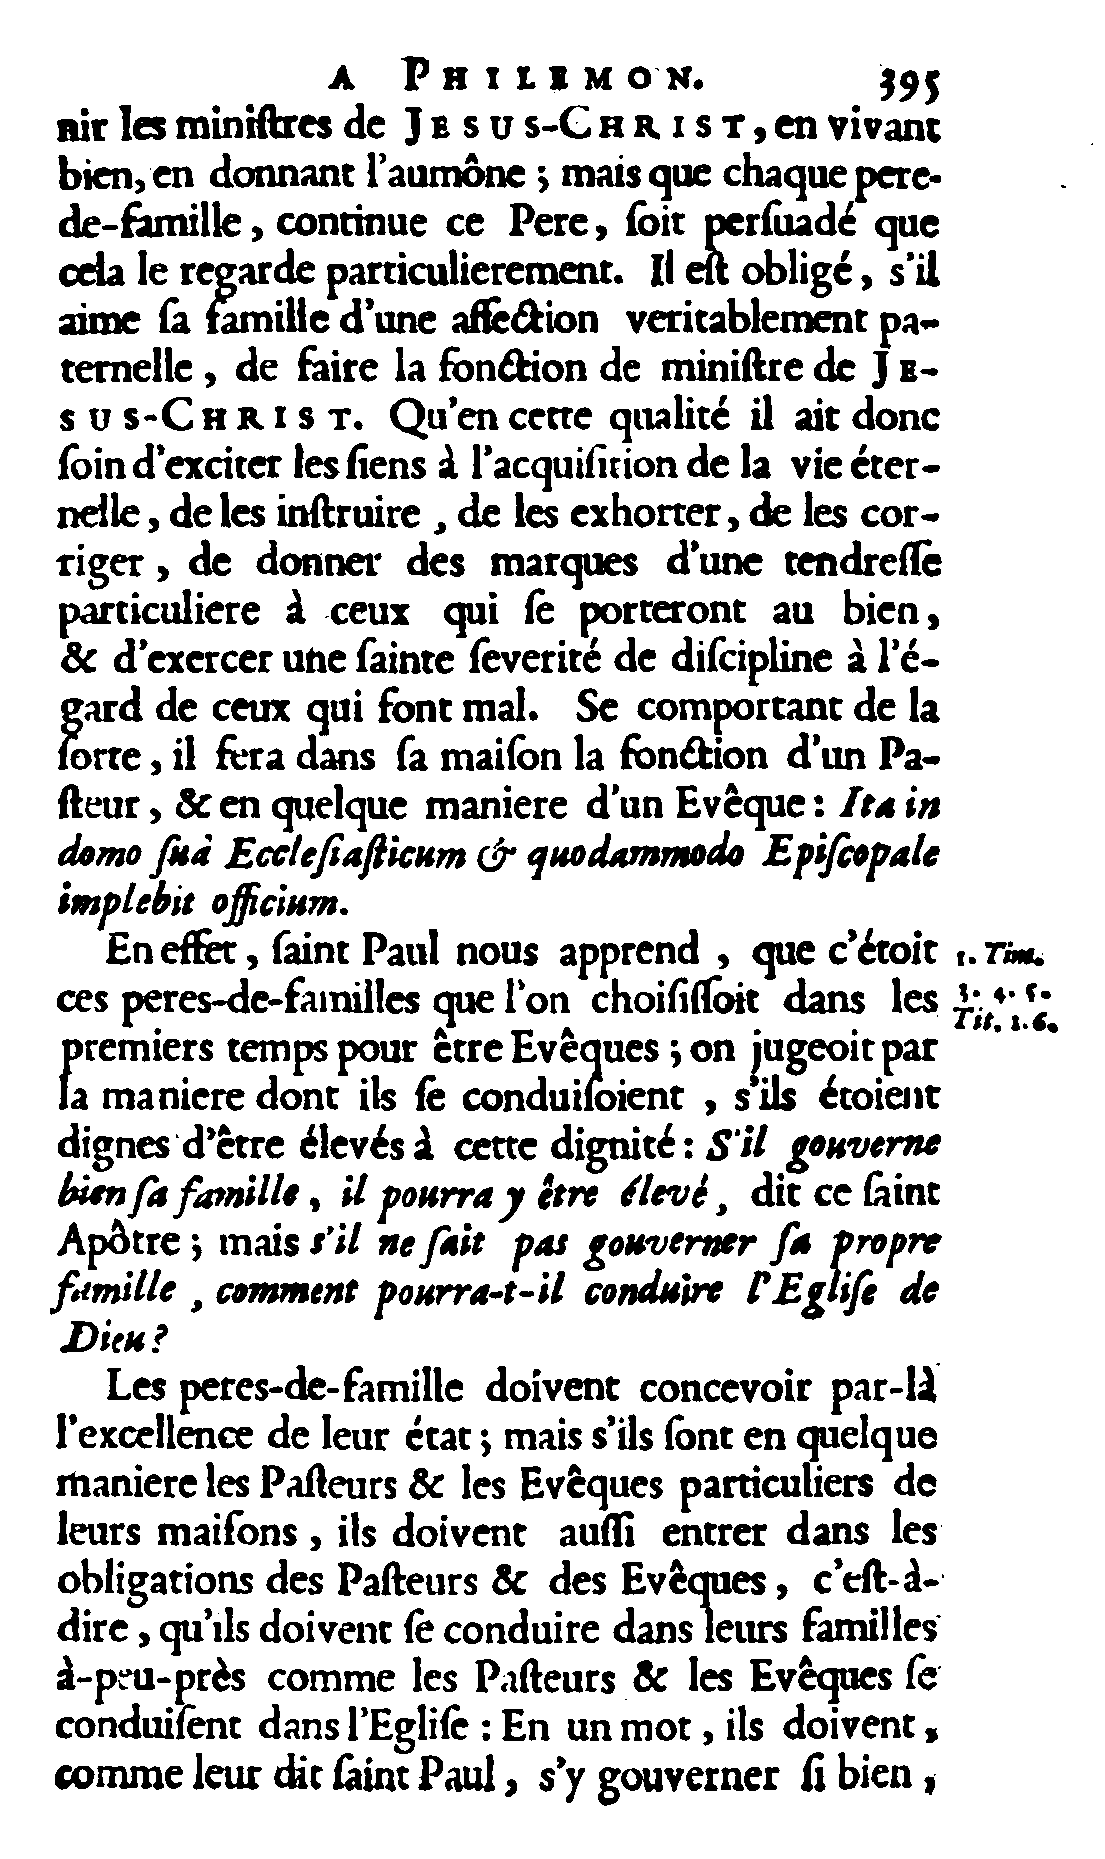 A PHILEMON. 395
nir les miniſtres de JESUS-CHRIST, en vivant
bien, en donnant l'aumône ; mais que chaque pere-
de-famille, continue ce Pere, ſoit perſuadé que
cela le regarde particulierement. Il eſt obligé, s'il
aime ſa famille d'une affection veritablement pa-
ternelle, de faire la fonction de miniſtre de JE-
SUS-CHRIST. Qu'en cette qualité il ait donc
ſoin d'exciter les ſiens à l'acquiſition de la vie éter-
nelle, de les inſtruire, de les exhorter, de les cor-
riger, de donner des marques d'une tendreſſe
particuliere à ceux qui ſe porteront au bien,
& d'exercer une ſainte ſeverité de diſcipline à l'é-
gard de ceux qui font mal. Se comportant de la
ſorte, il fera dans ſa maiſon la fonction d'un Pa-
ſteur, & en quelque maniere d'un Evêque : Ita in
domo ſuâ Eccleſiaſticum & quodammodo Epiſcopale
implebit officium.
En effet, ſaint Paul nous apprend, que c'étoit 1. Tim.
ces peres-de-familles que l'on choiſiſſoit dans les 3. 4. 5.
Tit. 1. 6.
premiers temps pour être Evêques ; on jugeoit par
la maniere dont ils ſe conduiſoient, s'ils étoient
dignes d'être élevés à cette dignité : S'il gouverne
bien ſa famille, il pourra y être élevé, dit ce ſaint
Apôtre ; mais s'il ne ſait pas gouverner ſa propre
famille, comment pourra-t-il conduire l'Egliſe de
Dieu ?
Les peres-de-famille doivent concevoir par-là
l'excellence de leur état ; mais s'ils ſont en quelque
maniere les Paſteurs & les Evêques particuliers de
leurs maiſons, ils doivent auſſi entrer dans les
obligations des Paſteurs & des Evêques, c'eſt-à-
dire, qu'ils doivent ſe conduire dans leurs familles
à-peu-près comme les Paſteurs & les Evêques ſe
conduiſent dans l'Egliſe : En un mot, ils doivent,
comme leur dit ſaint Paul, s'y gouverner ſi bien,